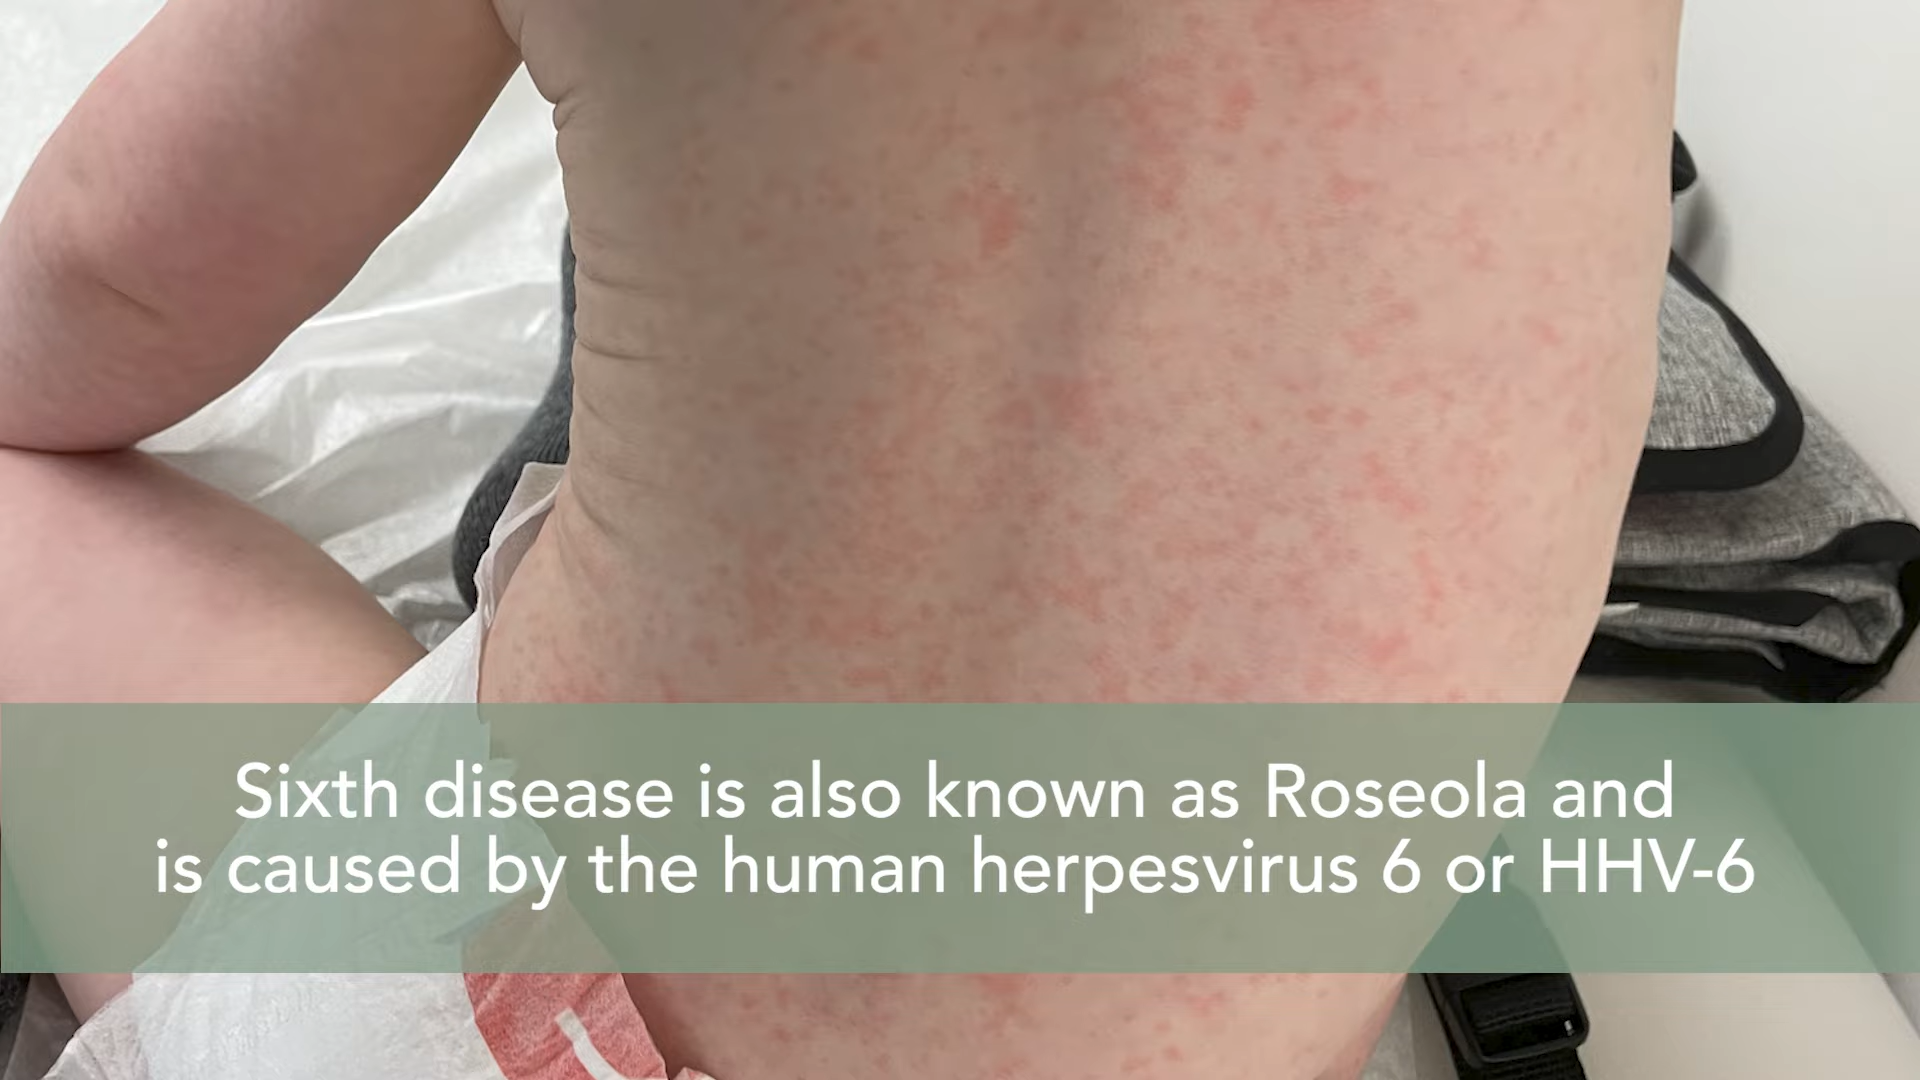 Sixth disease is also known as Roseola and
is caused by the human herpesvirus 6 or HHV-6